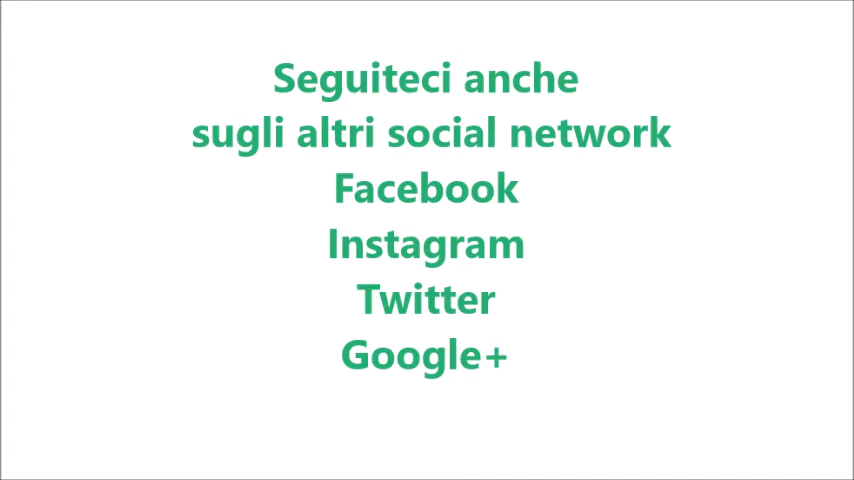 Seguiteci anche
sugli altri social network
Facebook
Instagram
Twitter
Google+